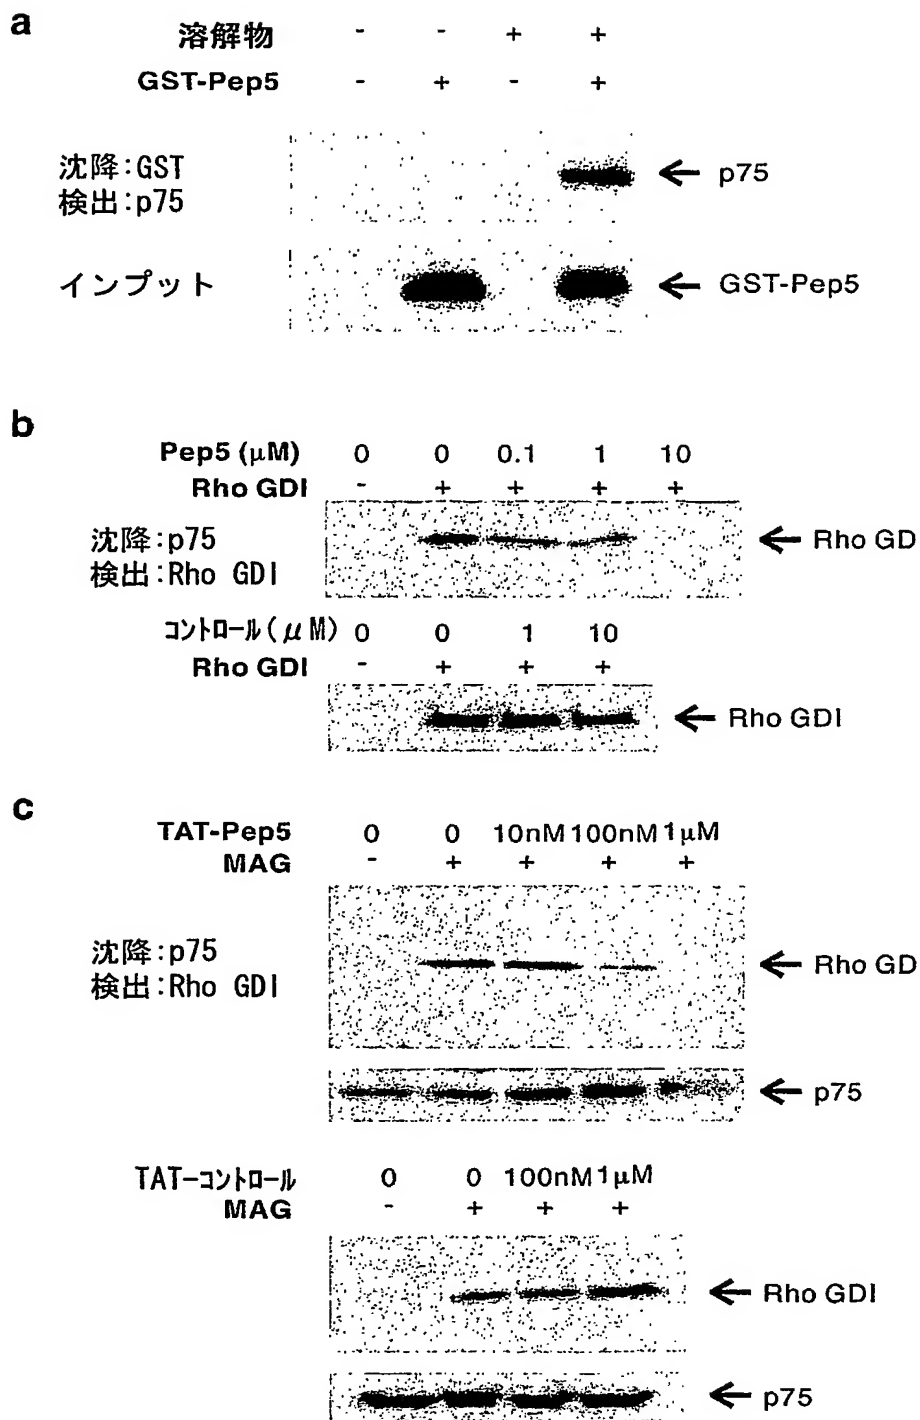 a
溶解物 - - + +
GST-Pep5 - + - +
沈降:GST
検出:p75
← p75
インプット
← GST-Pep5
b
Pep5 (μM) 0 0 0.1 1 10
Rho GDI - + + + +
沈降:p75
検出:Rho GDI
← Rho GD
コントロール(μM) 0 0 1 10
Rho GDI - + + +
← Rho GDI
c
TAT-Pep5 0 0 10nM 100nM 1μM
MAG - + + + +
沈降:p75
検出:Rho GDI
← Rho GD
← p75
TAT-コントロール 0 0 100nM 1μM
MAG - + + +
← Rho GDI
← p75